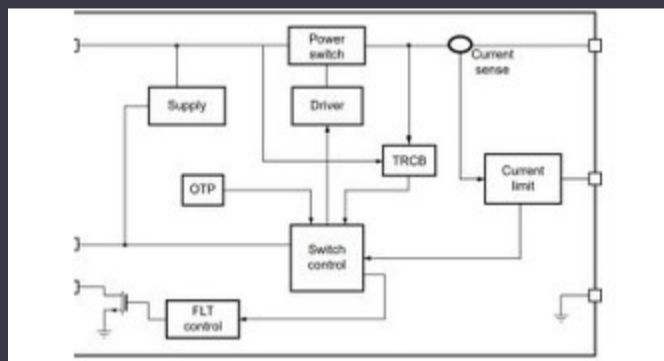 Power
switch
Current
sense
Supply
Driver
TRCB
Current
limit
OTP
Switch
control
FLT
control